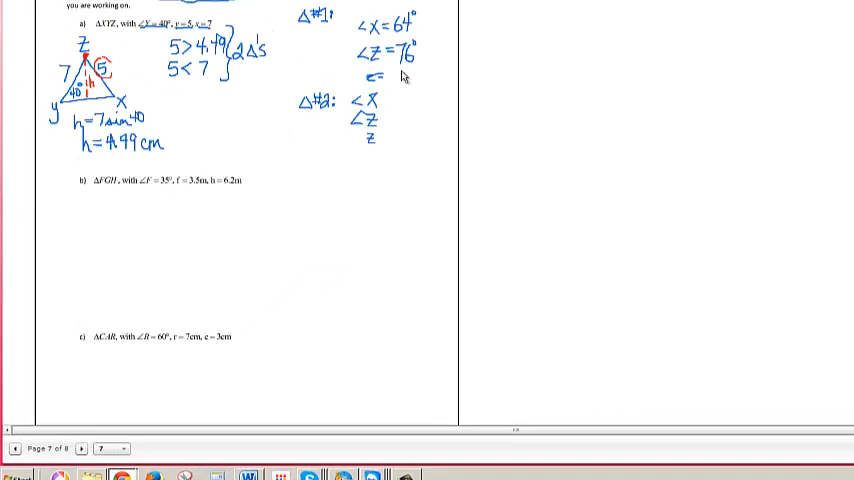 you are working on.
a) ΔXYZ, with ∠Y = 40°, y = 5, x = 7
Z
7 5
h
40°
Y X
h = 7sin40
h = 4.99cm
5 > 4.49
5 < 7
} 2 Δ's
Δ#1: ∠X = 64°
∠Z = 76°
=
Δ#2: ∠X
∠Z
z
b) ΔFGH, with ∠F = 35°, f = 3.5m, h = 6.2m
c) ΔCAR, with ∠R = 60°, r = 7cm, c = 3cm
Page 7 of 8 7